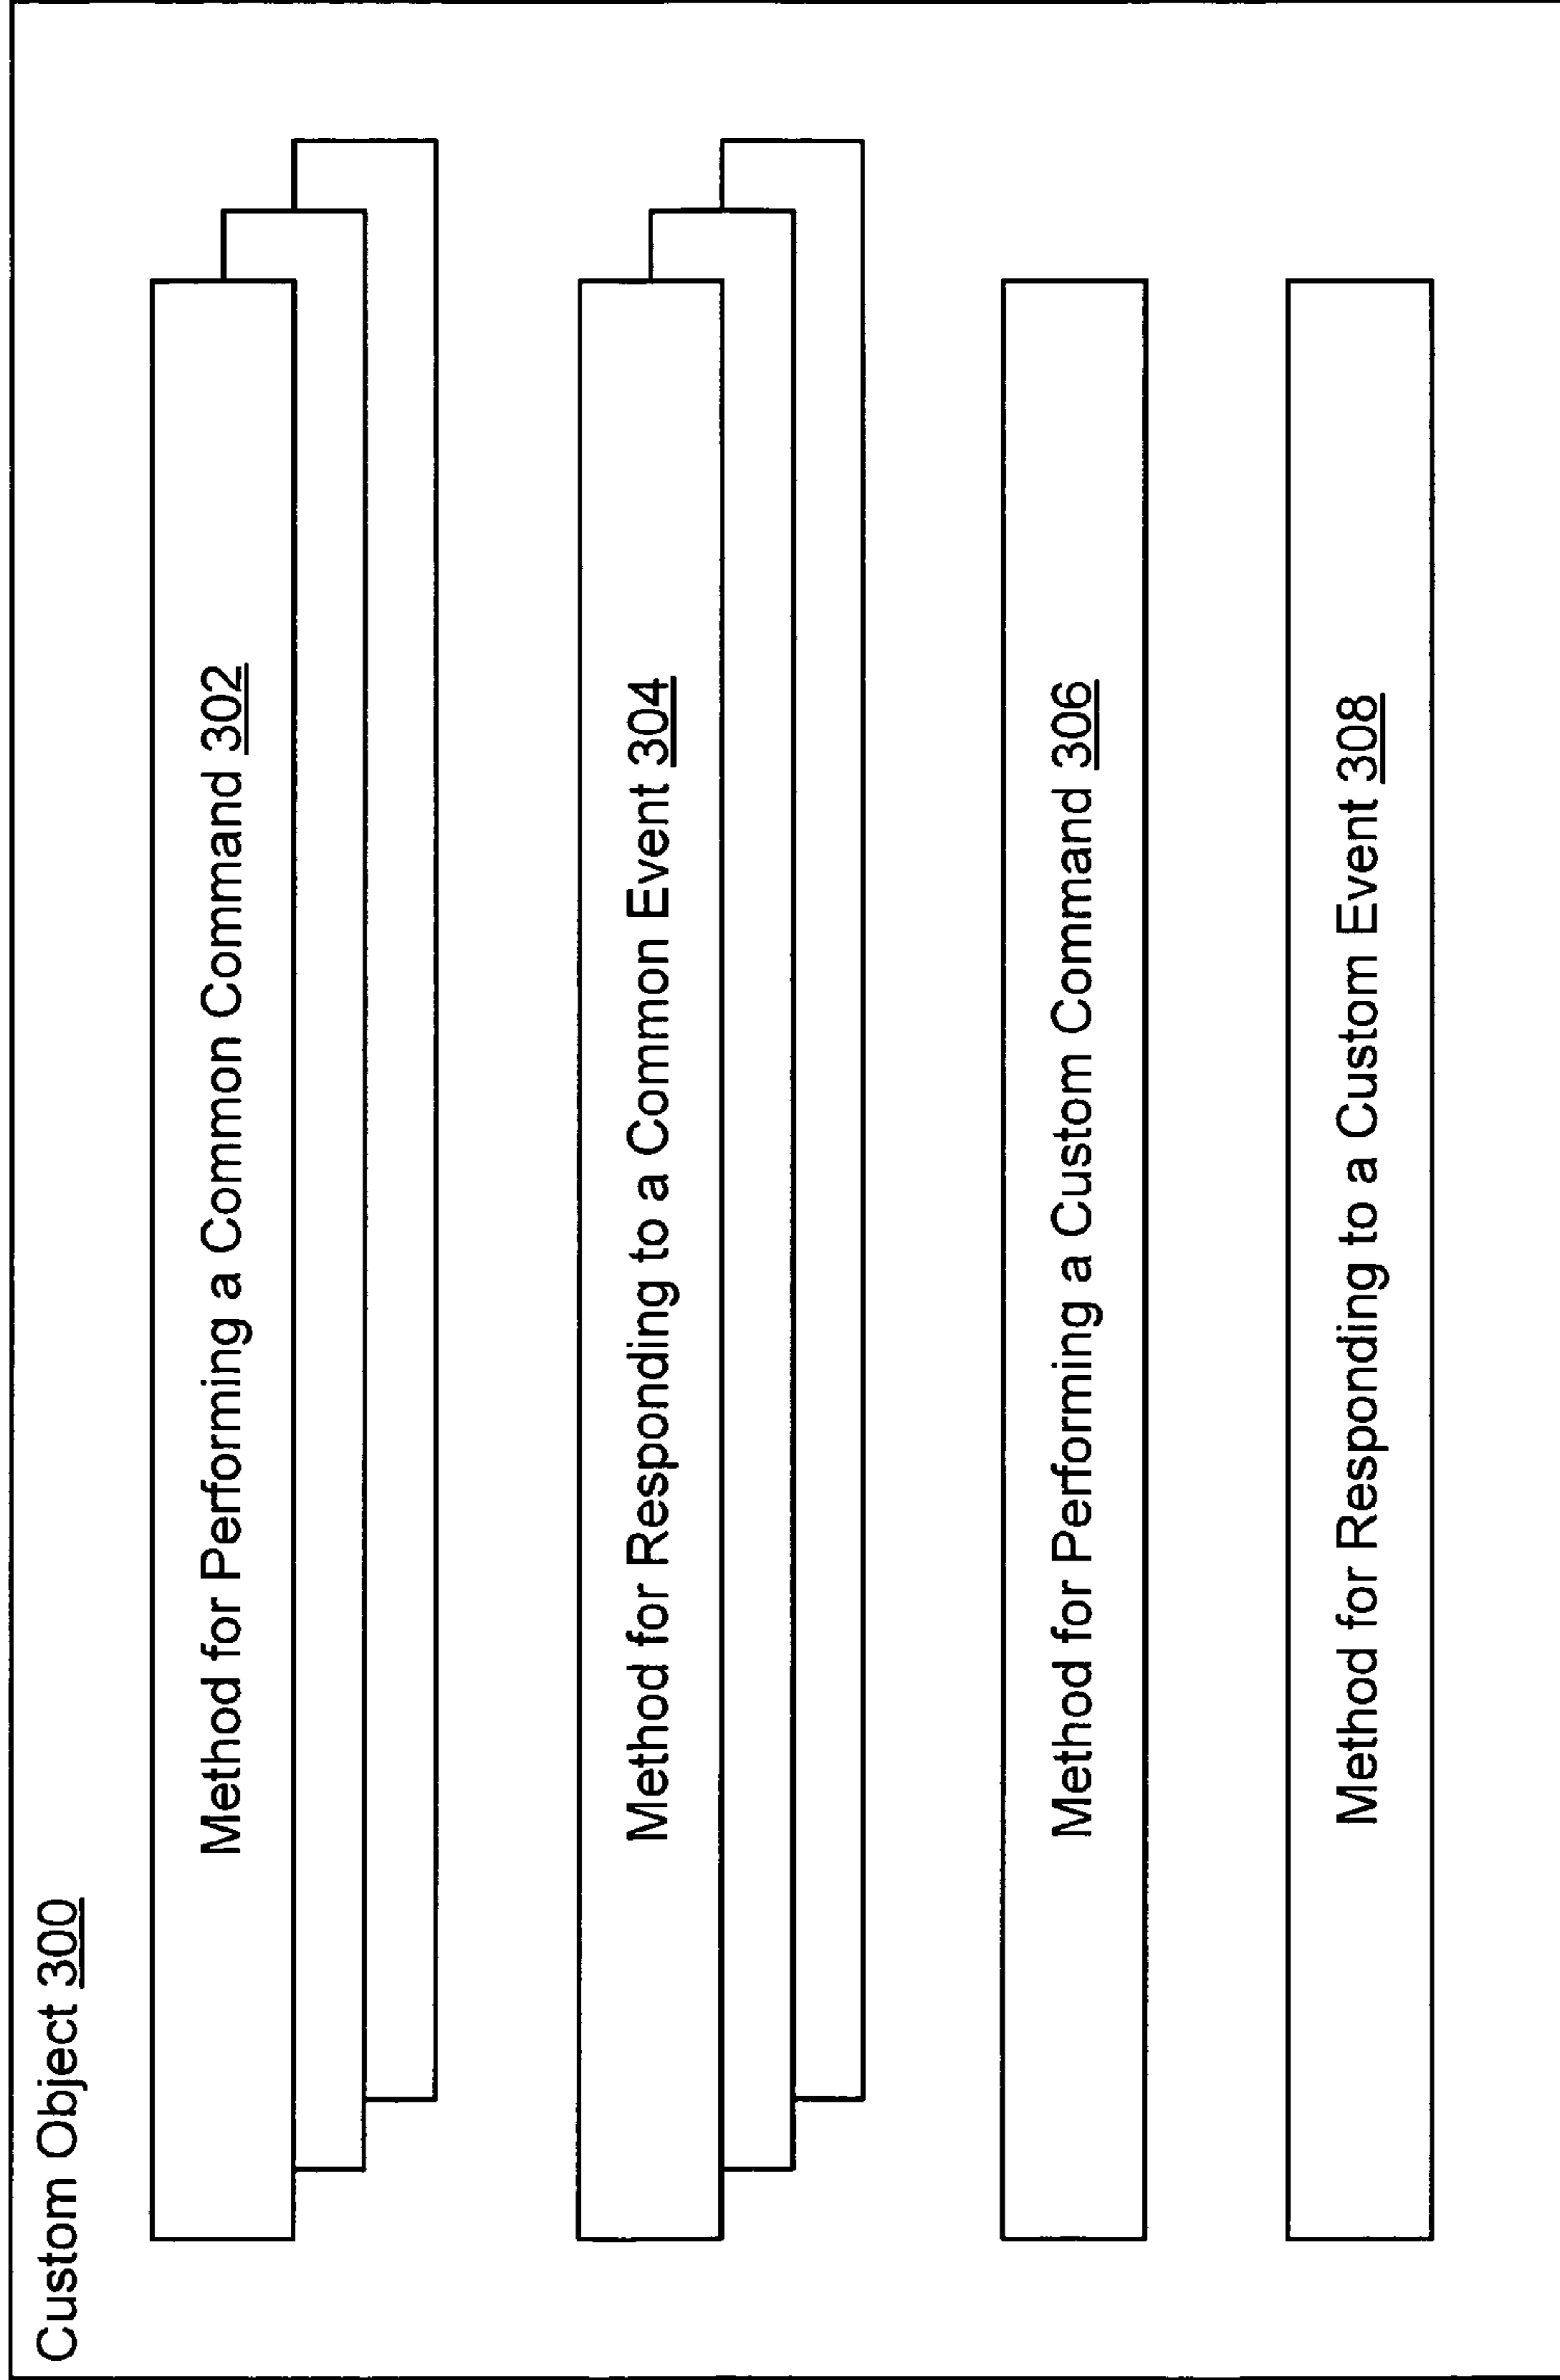 Custom Object 300
Method for Performing a Common Command 302
Method for Responding to a Common Event 304
Method for Performing a Custom Command 306
Method for Responding to a Custom Event 308